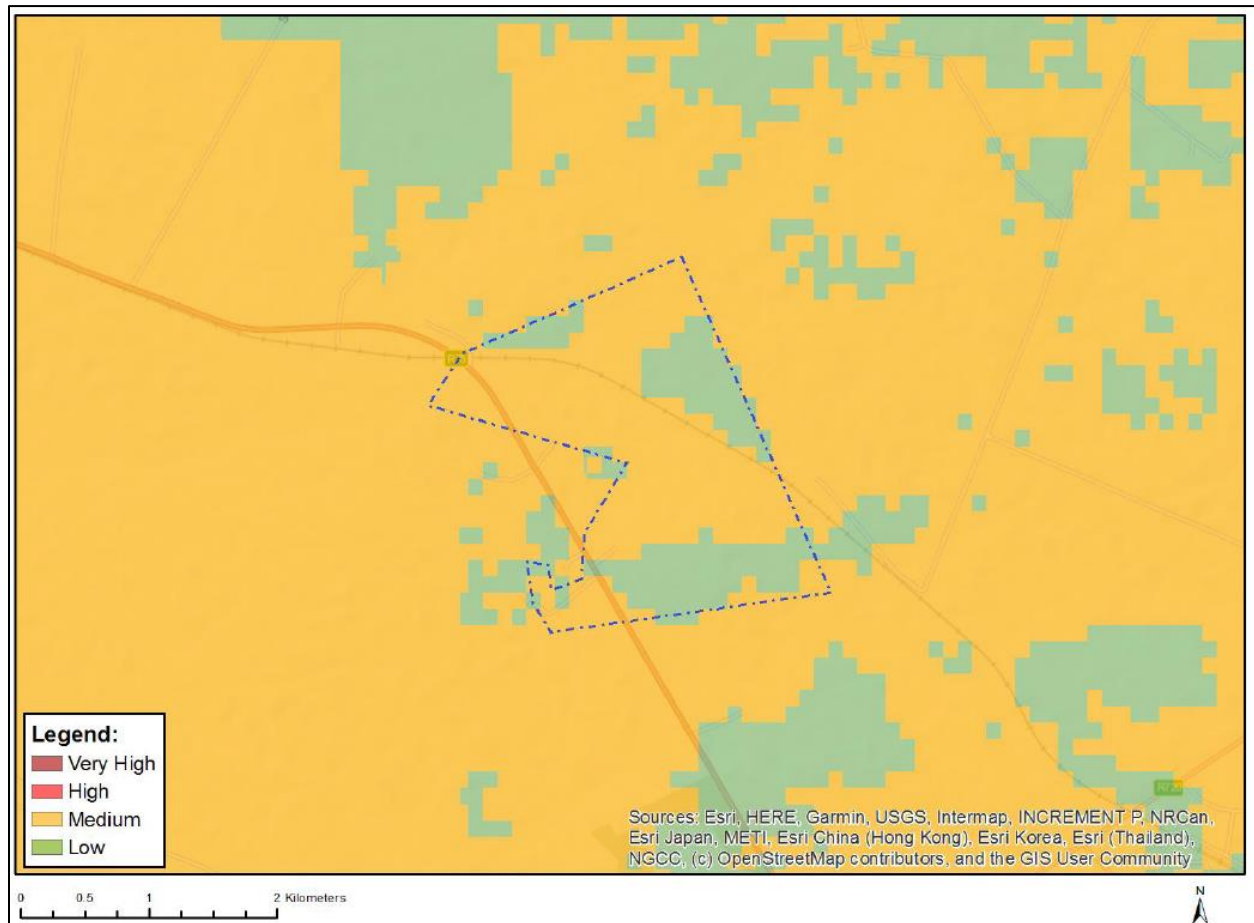 Legend:
Very High
High
Medium
Low
Sources: Esri, HERE, Garmin, USGS, Intermap, INCREMENT P, NRCan,
Esri Japan, METI, Esri China (Hong Kong), Esri Korea, Esri (Thailand),
NGCC, (c) OpenStreetMap contributors, and the GIS User Community
0 0.5 1 2 Kilometers
N